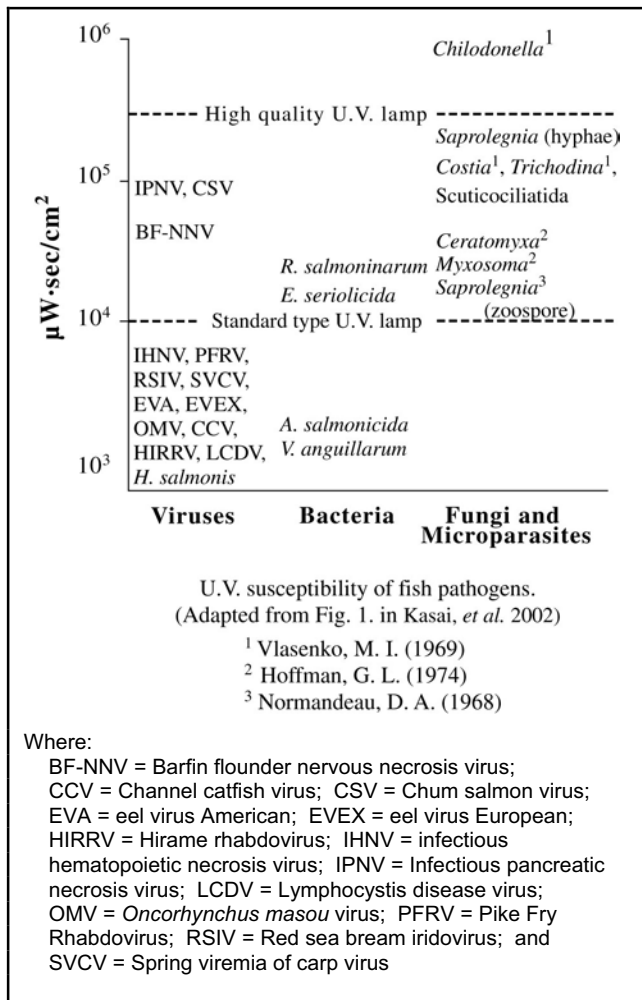 10⁶
Chilodonella¹
High quality U.V. lamp
Saprolegnia (hyphae)
10⁵
Costia¹, Trichodina¹,
IPNV, CSV
Scuticociliatida
BF-NNV
Ceratomyxa²
R. salmoninarum
Myxosoma²
E. seriolicida
Saprolegnia³
(zoospore)
10⁴
Standard type U.V. lamp
µW·sec/cm²
IHNV, PFRV,
RSIV, SVCV,
EVA, EVEX,
OMV, CCV,
HIRRV, LCDV,
H. salmonis
A. salmonicida
V. anguillarum
10³
Viruses
Bacteria
Fungi and
Microparasites
U.V. susceptibility of fish pathogens.
(Adapted from Fig. 1. in Kasai, et al. 2002)
¹ Vlasenko, M. I. (1969)
² Hoffman, G. L. (1974)
³ Normandeau, D. A. (1968)
Where:
BF-NNV = Barfin flounder nervous necrosis virus;
CCV = Channel catfish virus; CSV = Chum salmon virus;
EVA = eel virus American; EVEX = eel virus European;
HIRRV = Hirame rhabdovirus; IHNV = infectious
hematopoietic necrosis virus; IPNV = Infectious pancreatic
necrosis virus; LCDV = Lymphocystis disease virus;
OMV = Oncorhynchus masou virus; PFRV = Pike Fry
Rhabdovirus; RSIV = Red sea bream iridovirus; and
SVCV = Spring viremia of carp virus